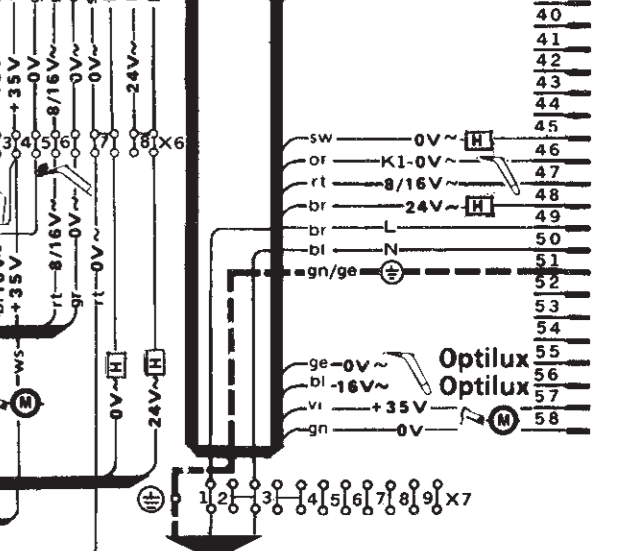 40
41
42
43
44
45
sw 0V~ H 46
or K1-0V~ 47
rt 8/16V~
br 24V~ H 48
br L 49
bl N 50
gn/ge 51
52
53
54
ge 0V~ Optilux 55
bl -16V~ Optilux 56
vi +35V M 57
gn 0V 58
1 2 3 4 5 6 7 8 9 X7
3 4 5 6 7 8 X6
+35V
0V
8/16V~
0V~
0V~
24V~
+35V
rt 8/16V~
gr 0V~
rt 0V~
ws
M
H
0V~
H
24V~